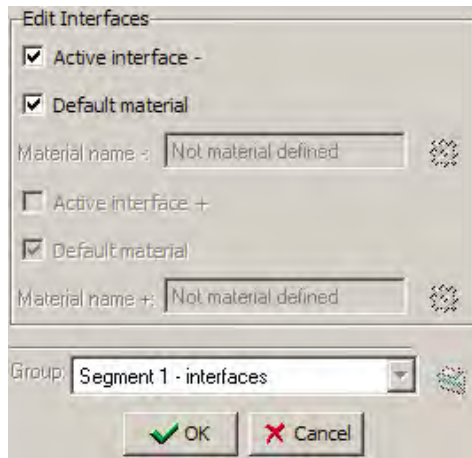 Edit Interfaces
Active interface -
Default material
Material name -: Not material defined
Active interface +
Default material
Material name +: Not material defined
Group: Segment 1 - interfaces
OK Cancel